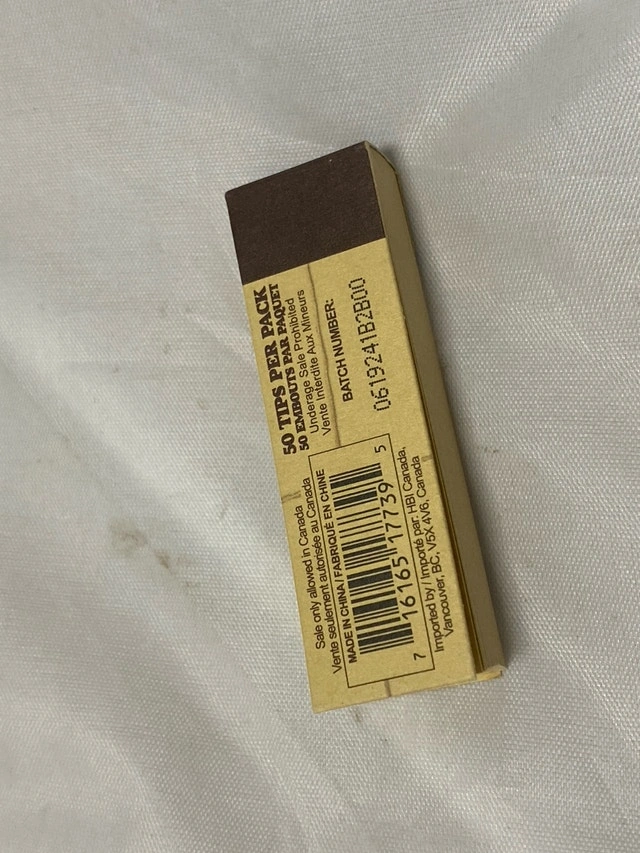 50 TIPS PER PACK
50 EMBOUTS PAR PAQUET
Underage Sale Prohibited
Vente Interdite Aux Mineurs
BATCH NUMBER:
0619241B2B00
Sale only allowed in Canada
Vente seulement autorisée au Canada
MADE IN CHINA / FABRIQUÉ EN CHINE
7 16165 17739 5
Imported by / Importé par: HBI Canada,
Vancouver, BC, V5X 4V6, Canada